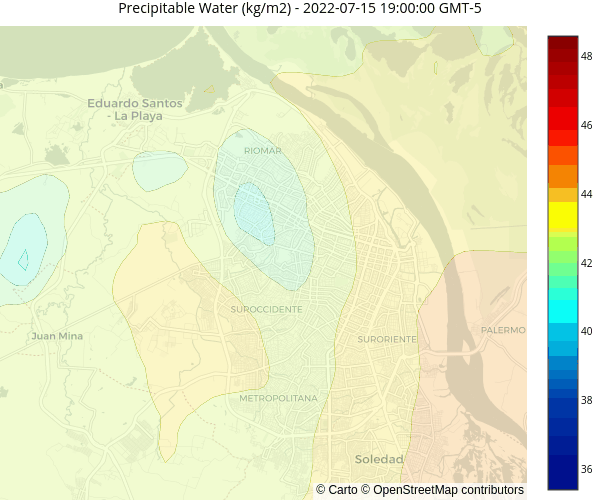 Precipitable Water (kg/m2) - 2022-07-15 19:00:00 GMT-5
48
46
44
42
40
38
36
Eduardo Santos
- La Playa
RIOMAR
SUROCCIDENTE
Juan Mina
PALERMO
SURORIENTE
METROPOLITANA
Soledad
© Carto © OpenStreetMap contributors